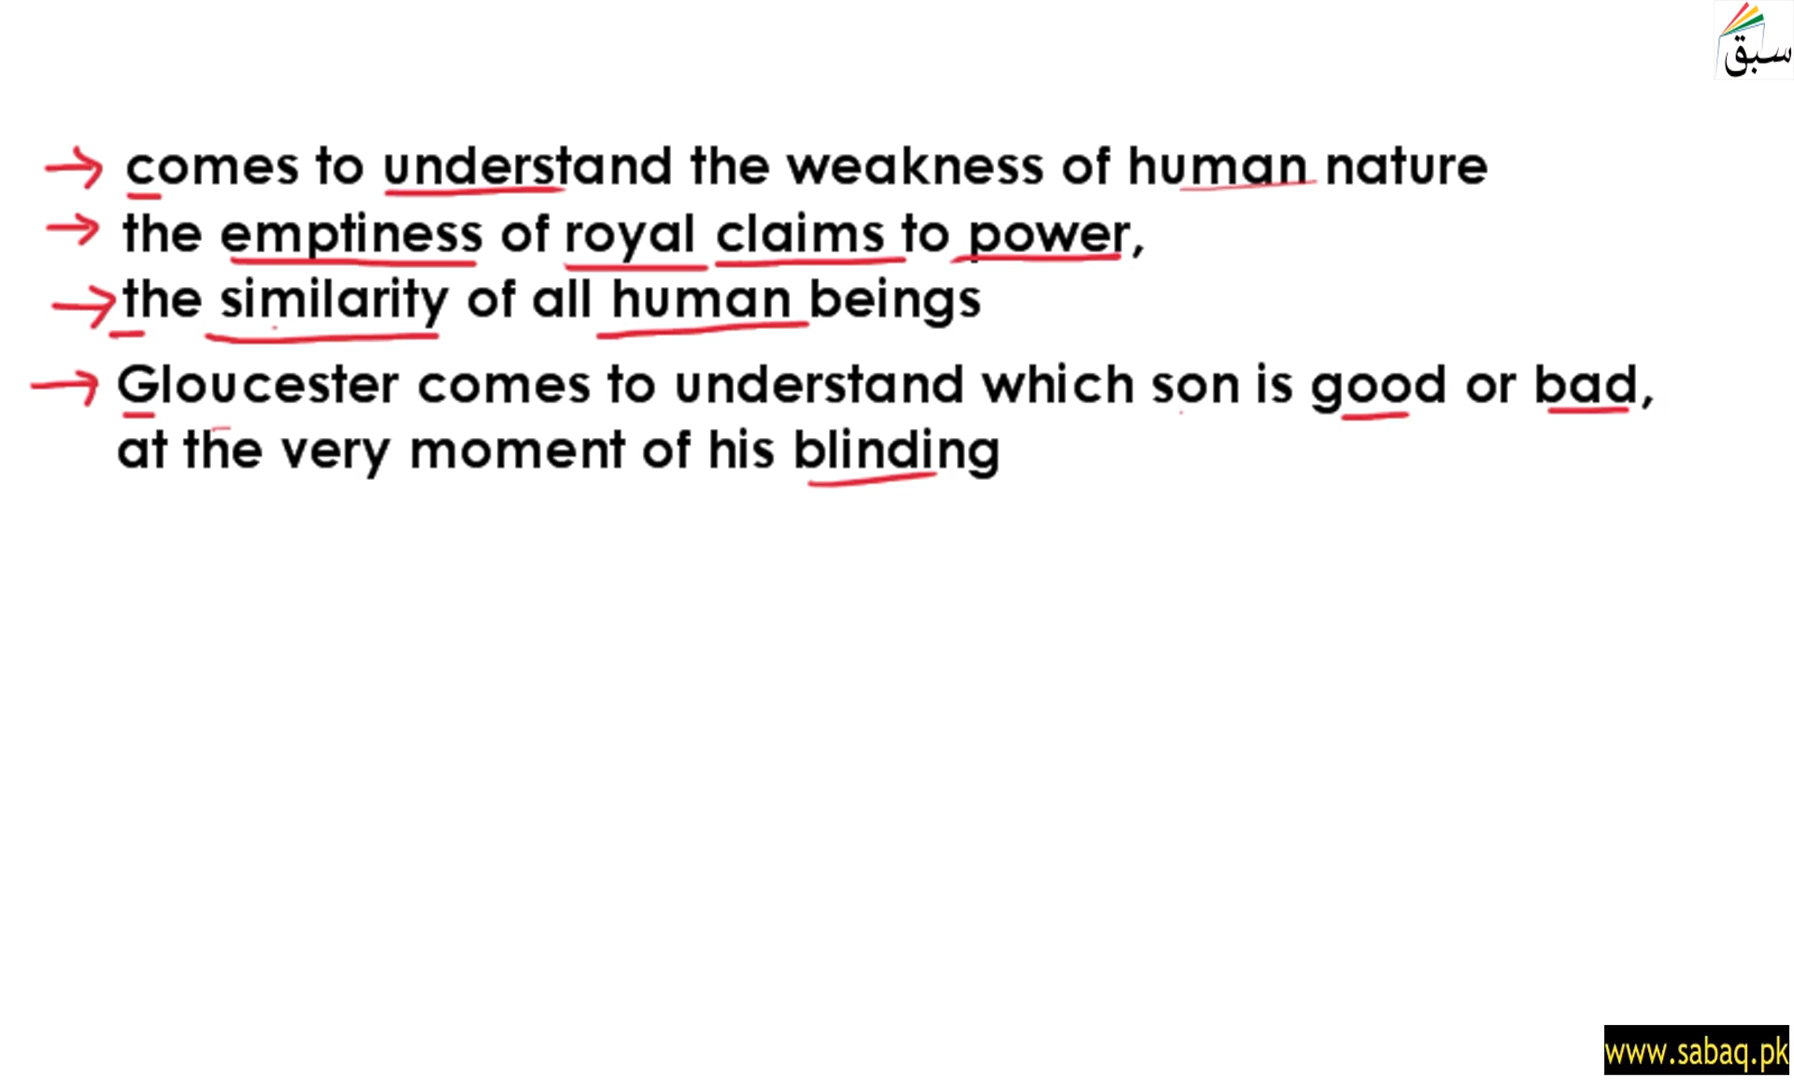 سبق
comes to understand the weakness of human nature
the emptiness of royal claims to power,
the similarity of all human beings
Gloucester comes to understand which son is good or bad,
at the very moment of his blinding
www.sabaq.pk